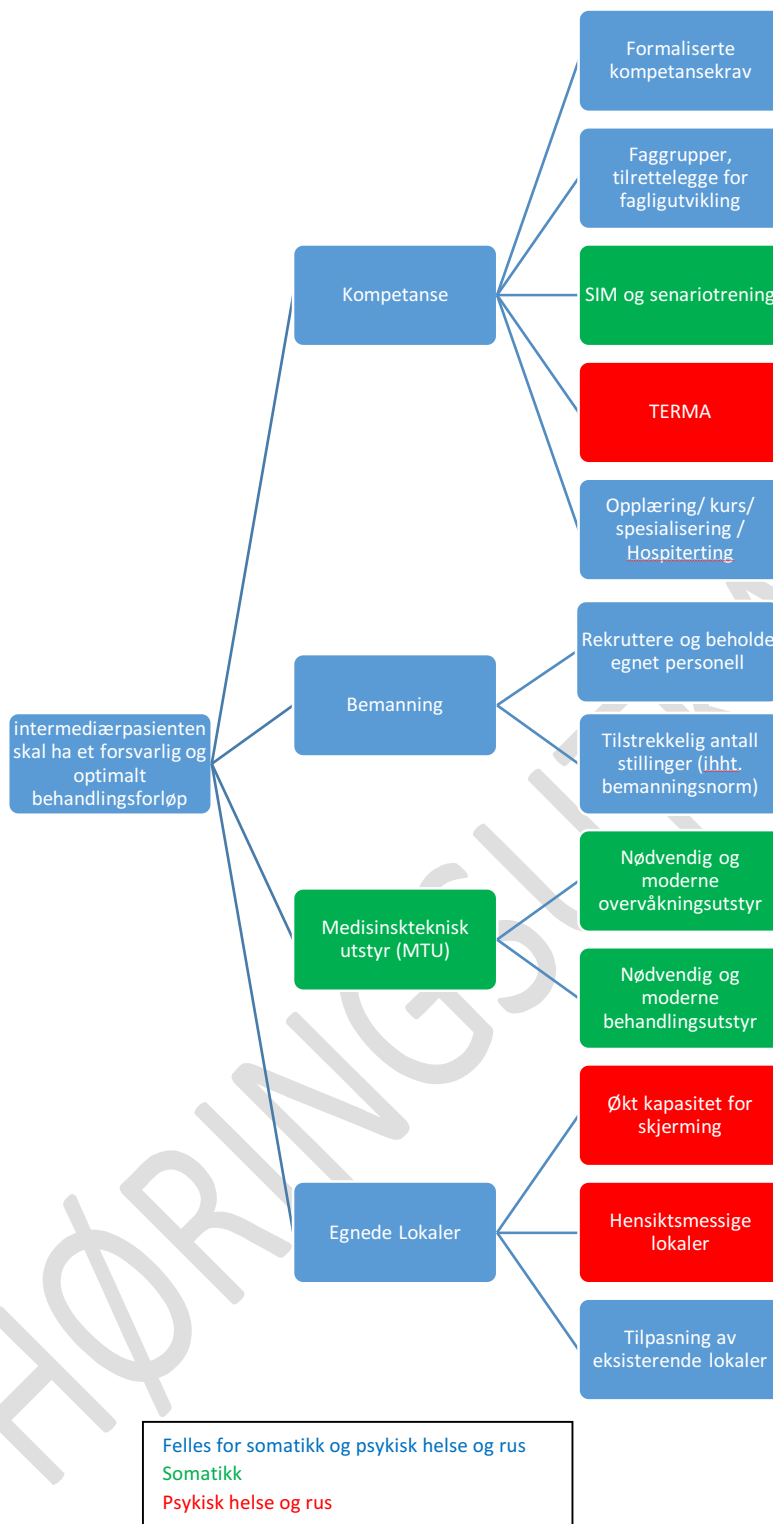 Formaliserte
kompetansekrav
Faggrupper,
tilrettelegge for
fagligutvikling
SIM og senariotrening
TERMA
Opplæring/ kurs/
spesialisering /
Hospiterting
Kompetanse
Rekruttere og beholde
egnet personell
Tilstrekkelig antall
stillinger (ihht.
bemanningsnorm)
Bemanning
intermediærpasienten
skal ha et forsvarlig og
optimalt
behandlingsforløp
Nødvendig og
moderne
overvåkningsutstyr
Nødvendig og
moderne
behandlingsutstyr
Medisinskteknisk
utstyr (MTU)
Økt kapasitet for
skjerming
Hensiktsmessige
lokaler
Tilpasning av
eksisterende lokaler
Egnede Lokaler
Felles for somatikk og psykisk helse og rus
Somatikk
Psykisk helse og rus